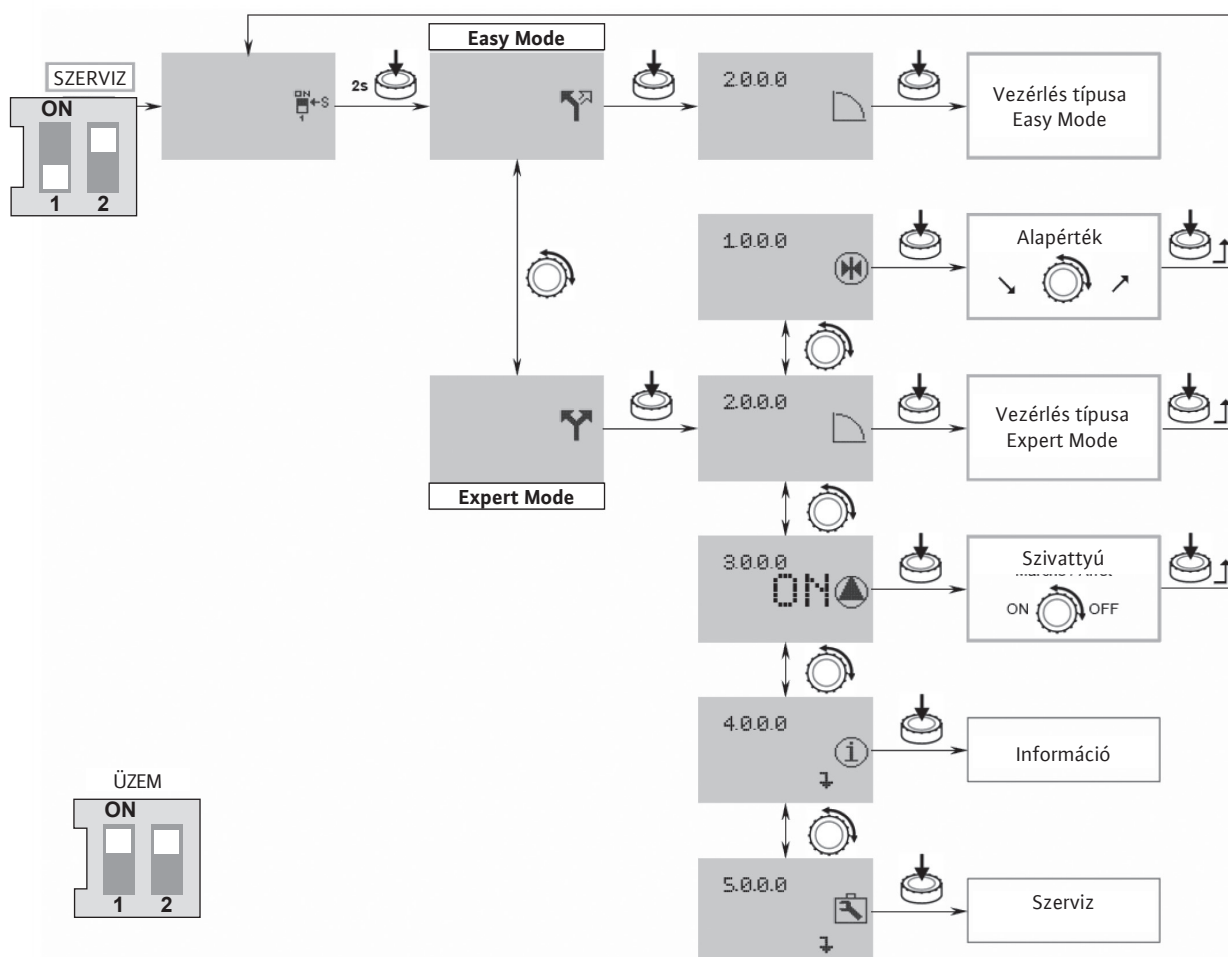 Easy Mode
SZERVIZ
ON
1 2
ON
←S
1
2s
2.0.0.0
Vezérlés típusa
Easy Mode
1.0.0.0
Alapérték
Expert Mode
2.0.0.0
Vezérlés típusa
Expert Mode
3.0.0.0
ON
Szivattyú
ON OFF
4.0.0.0
Információ
ÜZEM
ON
1 2
5.0.0.0
Szerviz